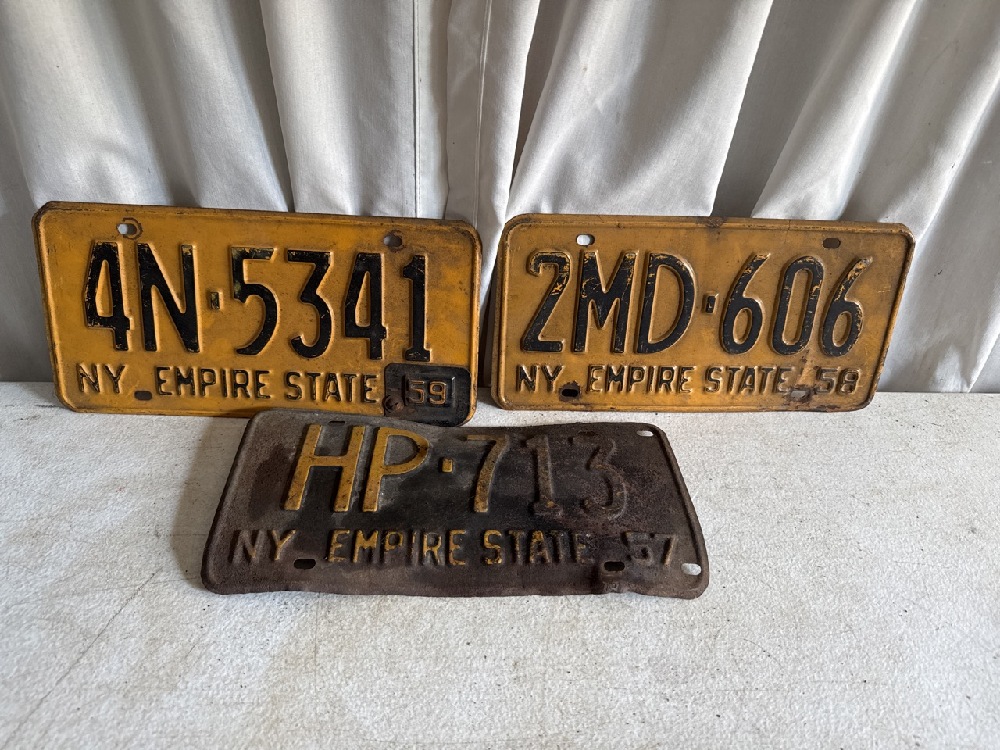 4N·5341
NY EMPIRE STATE 59
2MD·606
NY EMPIRE STATE 58
HP·713
NY EMPIRE STATE 57